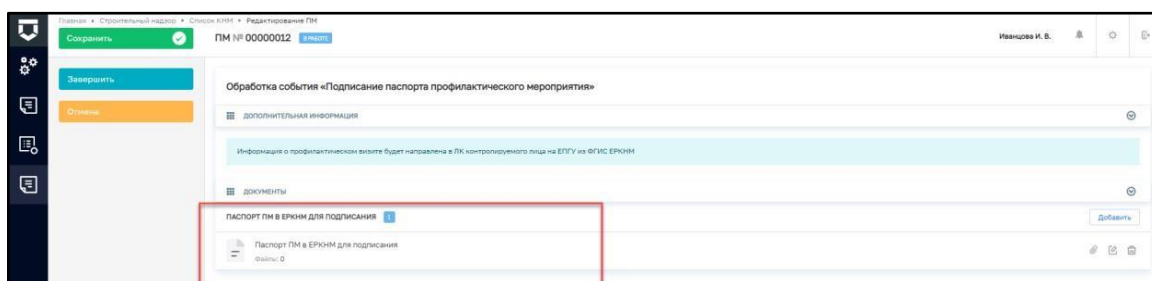 Главная • Строительный надзор • Список КНМ • Редактирование ПМ
Сохранить
ПМ № 00000012 В РАБОТЕ
Иванцова И. В.
Завершить
Отмена
Обработка события «Подписание паспорта профилактического мероприятия»
ДОПОЛНИТЕЛЬНАЯ ИНФОРМАЦИЯ
Информация о профилактическом визите будет направлена в ЛК контролируемого лица на ЕПГУ из ФГИС ЕРКНМ
ДОКУМЕНТЫ
ПАСПОРТ ПМ В ЕРКНМ ДЛЯ ПОДПИСАНИЯ 1
Добавить
Паспорт ПМ в ЕРКНМ для подписания
Файлы: 0